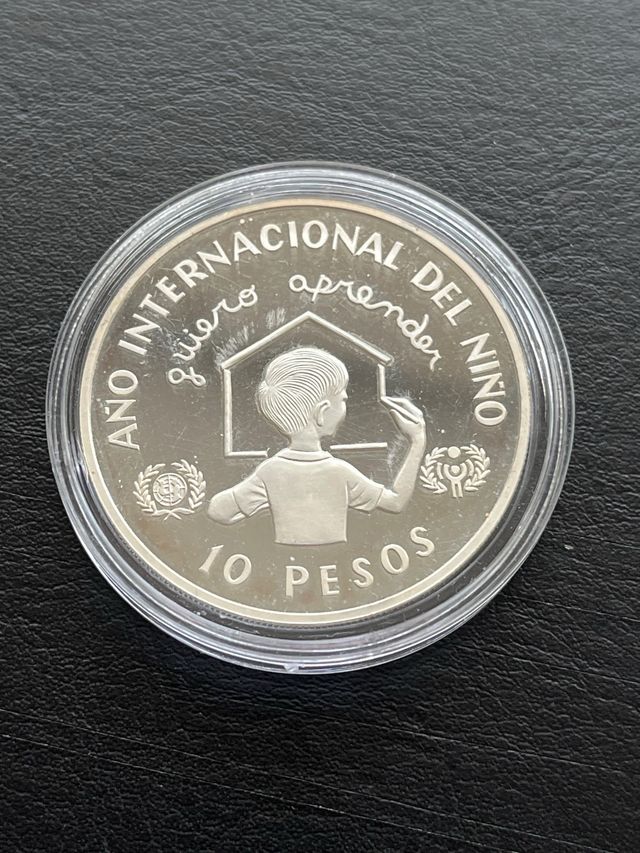 AÑO INTERNACIONAL DEL NIÑO
quiero aprender
10 PESOS